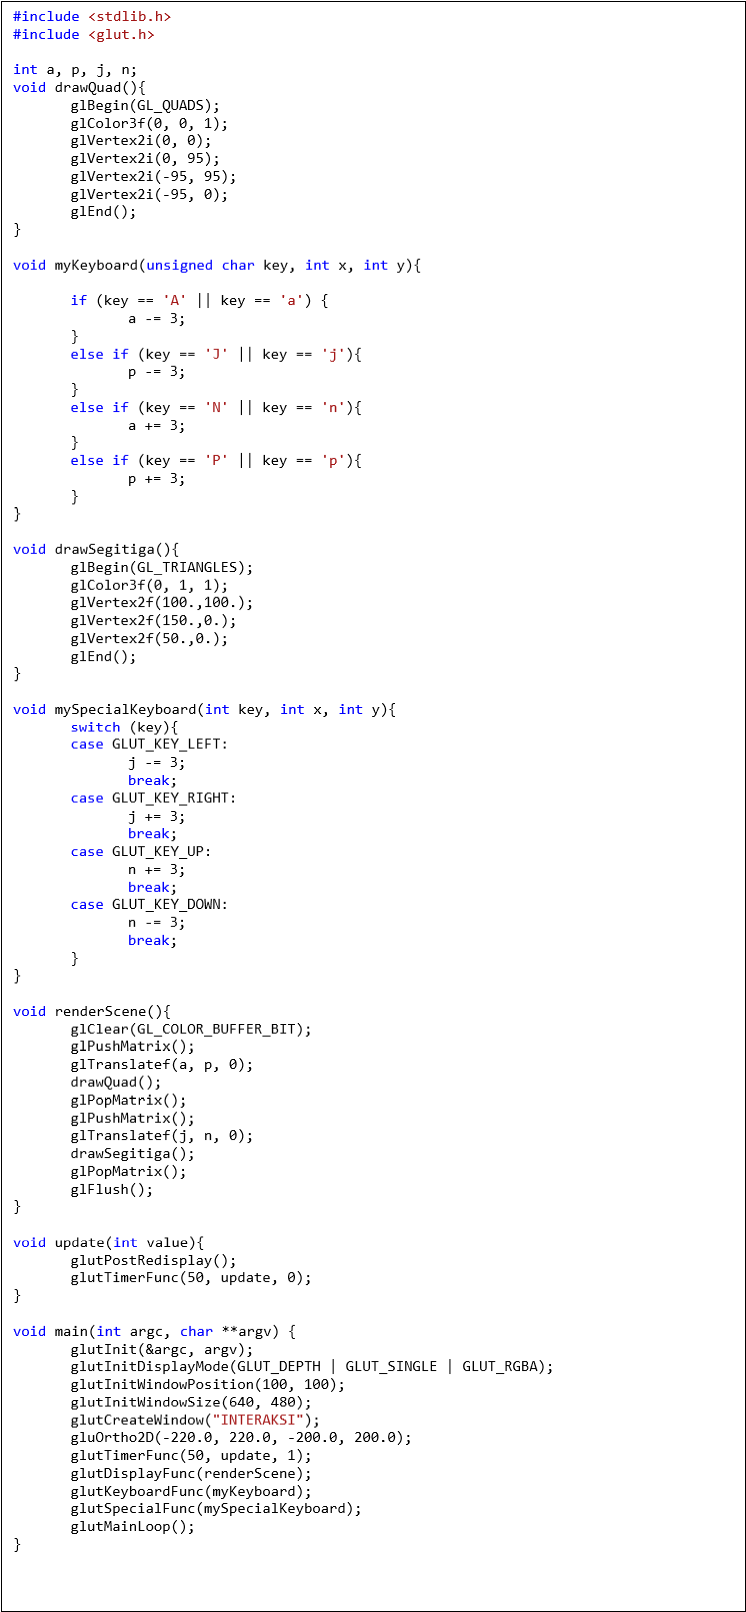 #include <stdlib.h>
#include <glut.h>

int a, p, j, n;
void drawQuad(){
       glBegin(GL_QUADS);
       glColor3f(0, 0, 1);
       glVertex2i(0, 0);
       glVertex2i(0, 95);
       glVertex2i(-95, 95);
       glVertex2i(-95, 0);
       glEnd();
}

void myKeyboard(unsigned char key, int x, int y){

       if (key == 'A' || key == 'a') {
              a -= 3;
       }
       else if (key == 'J' || key == 'j'){
              p -= 3;
       }
       else if (key == 'N' || key == 'n'){
              a += 3;
       }
       else if (key == 'P' || key == 'p'){
              p += 3;
       }
}

void drawSegitiga(){
       glBegin(GL_TRIANGLES);
       glColor3f(0, 1, 1);
       glVertex2f(100.,100.);
       glVertex2f(150.,0.);
       glVertex2f(50.,0.);
       glEnd();
}

void mySpecialKeyboard(int key, int x, int y){
       switch (key){
       case GLUT_KEY_LEFT:
              j -= 3;
              break;
       case GLUT_KEY_RIGHT:
              j += 3;
              break;
       case GLUT_KEY_UP:
              n += 3;
              break;
       case GLUT_KEY_DOWN:
              n -= 3;
              break;
       }
}

void renderScene(){
       glClear(GL_COLOR_BUFFER_BIT);
       glPushMatrix();
       glTranslatef(a, p, 0);
       drawQuad();
       glPopMatrix();
       glPushMatrix();
       glTranslatef(j, n, 0);
       drawSegitiga();
       glPopMatrix();
       glFlush();
}

void update(int value){
       glutPostRedisplay();
       glutTimerFunc(50, update, 0);
}

void main(int argc, char **argv) {
       glutInit(&argc, argv);
       glutInitDisplayMode(GLUT_DEPTH | GLUT_SINGLE | GLUT_RGBA);
       glutInitWindowPosition(100, 100);
       glutInitWindowSize(640, 480);
       glutCreateWindow("INTERAKSI");
       gluOrtho2D(-220.0, 220.0, -200.0, 200.0);
       glutTimerFunc(50, update, 1);
       glutDisplayFunc(renderScene);
       glutKeyboardFunc(myKeyboard);
       glutSpecialFunc(mySpecialKeyboard);
       glutMainLoop();
}